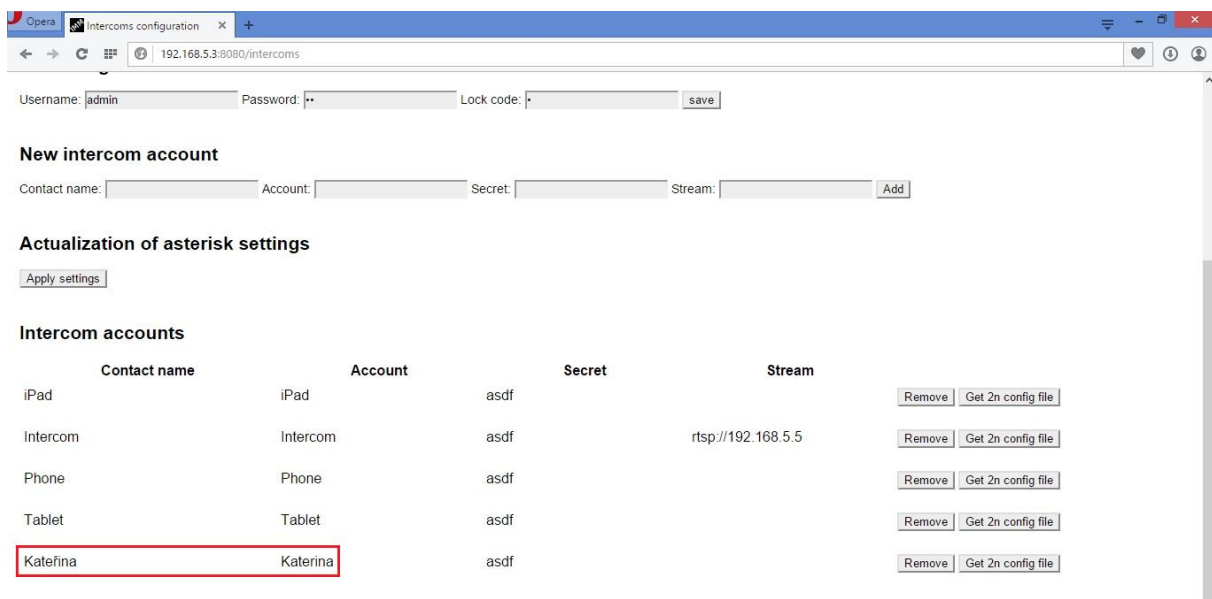 Opera
Intercoms configuration
192.168.5.3:8080/intercoms
Username: admin Password: •• Lock code: • save
New intercom account
Contact name: Account: Secret: Stream: Add
Actualization of asterisk settings
Apply settings
Intercom accounts
Contact name Account Secret Stream
iPad iPad asdf Remove Get 2n config file
Intercom Intercom asdf rtsp://192.168.5.5 Remove Get 2n config file
Phone Phone asdf Remove Get 2n config file
Tablet Tablet asdf Remove Get 2n config file
Kateřina Katerina asdf Remove Get 2n config file